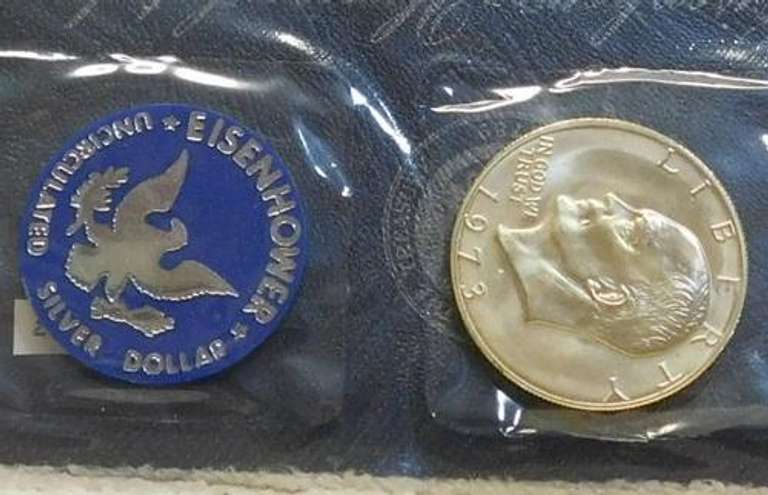 EISENHOWER
UNCIRCULATED
SILVER DOLLAR
LIBERTY
IN GOD WE
TRUST
1973